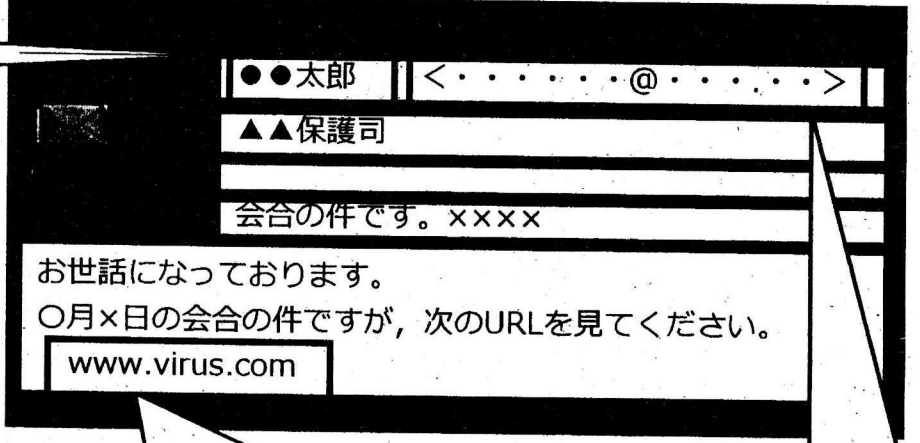 ●●太郎 <・・・・・・@・・・・・・>
▲▲保護司
会合の件です。××××
お世話になっております。
〇月×日の会合の件ですが，次のURLを見てください。
www.virus.com